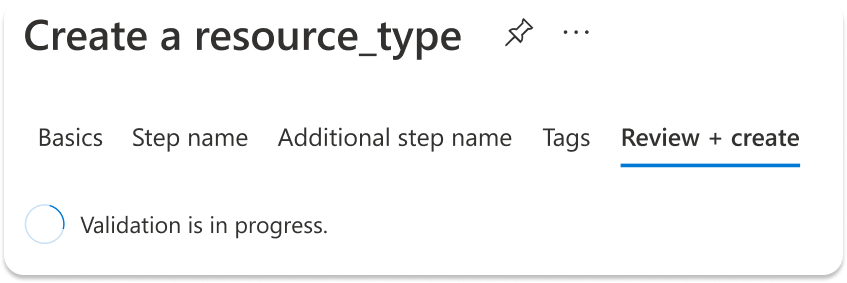 Create a resource_type
Basics Step name Additional step name Tags Review + create
Validation is in progress.